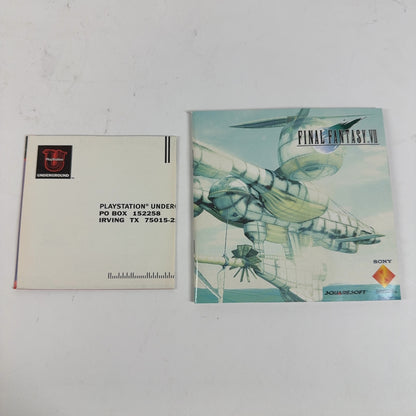 U
PlayStation
UNDERGROUND
PLAYSTATION® UNDERG
PO BOX 152258
IRVING TX 75015-2
FINAL FANTASY VII
SONY
SQUARESOFT